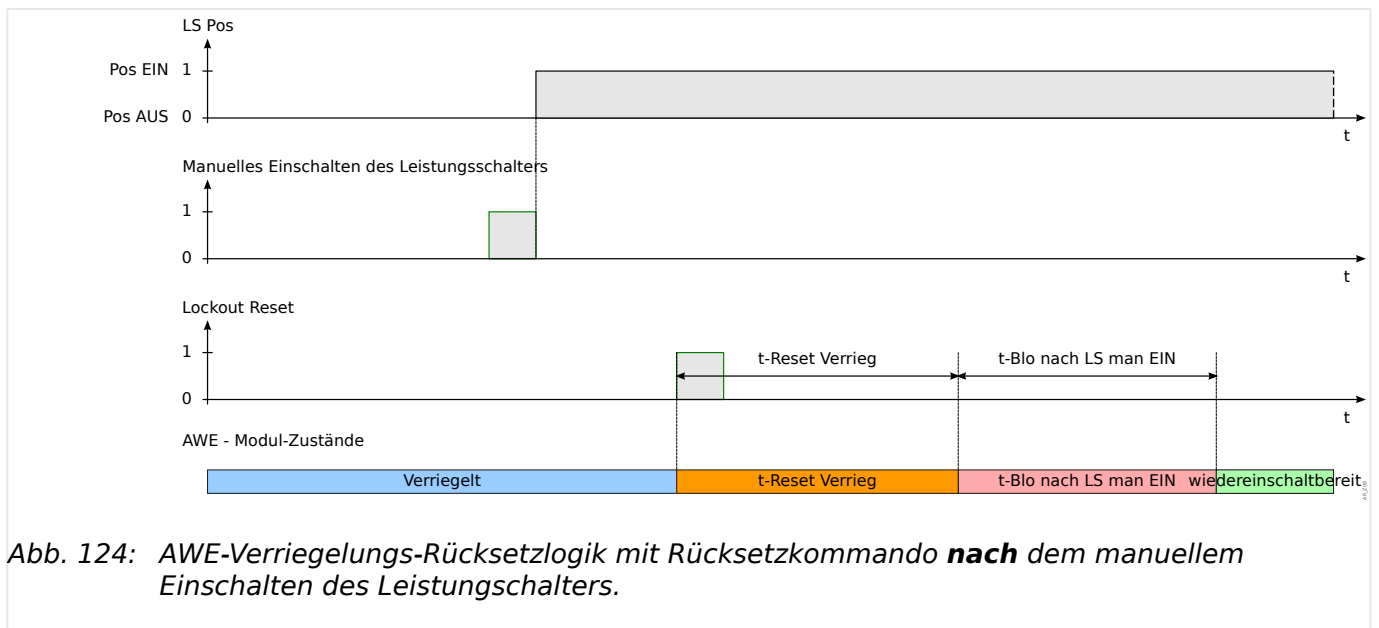 LS Pos
Pos EIN 1
Pos AUS 0
t
Manuelles Einschalten des Leistungsschalters
1
0
t
Lockout Reset
1
t-Reset Verrieg
t-Blo nach LS man EIN
0
t
AWE - Modul-Zustände
Verriegelt
t-Reset Verrieg
t-Blo nach LS man EIN
wiedereinschaltbereit
Abb. 124: AWE-Verriegelungs-Rücksetzlogik mit Rücksetzkommando nach dem manuellem
Einschalten des Leistungschalters.